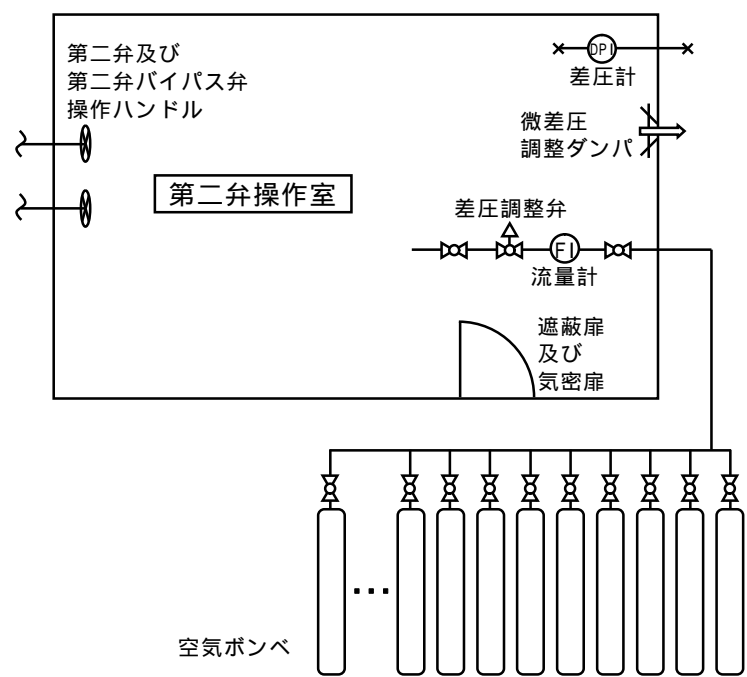 第二弁及び
第二弁バイパス弁
操作ハンドル
DPI
差圧計
微差圧
調整ダンパ
第二弁操作室
差圧調整弁
FI
流量計
遮蔽扉
及び
気密扉
...
空気ボンベ